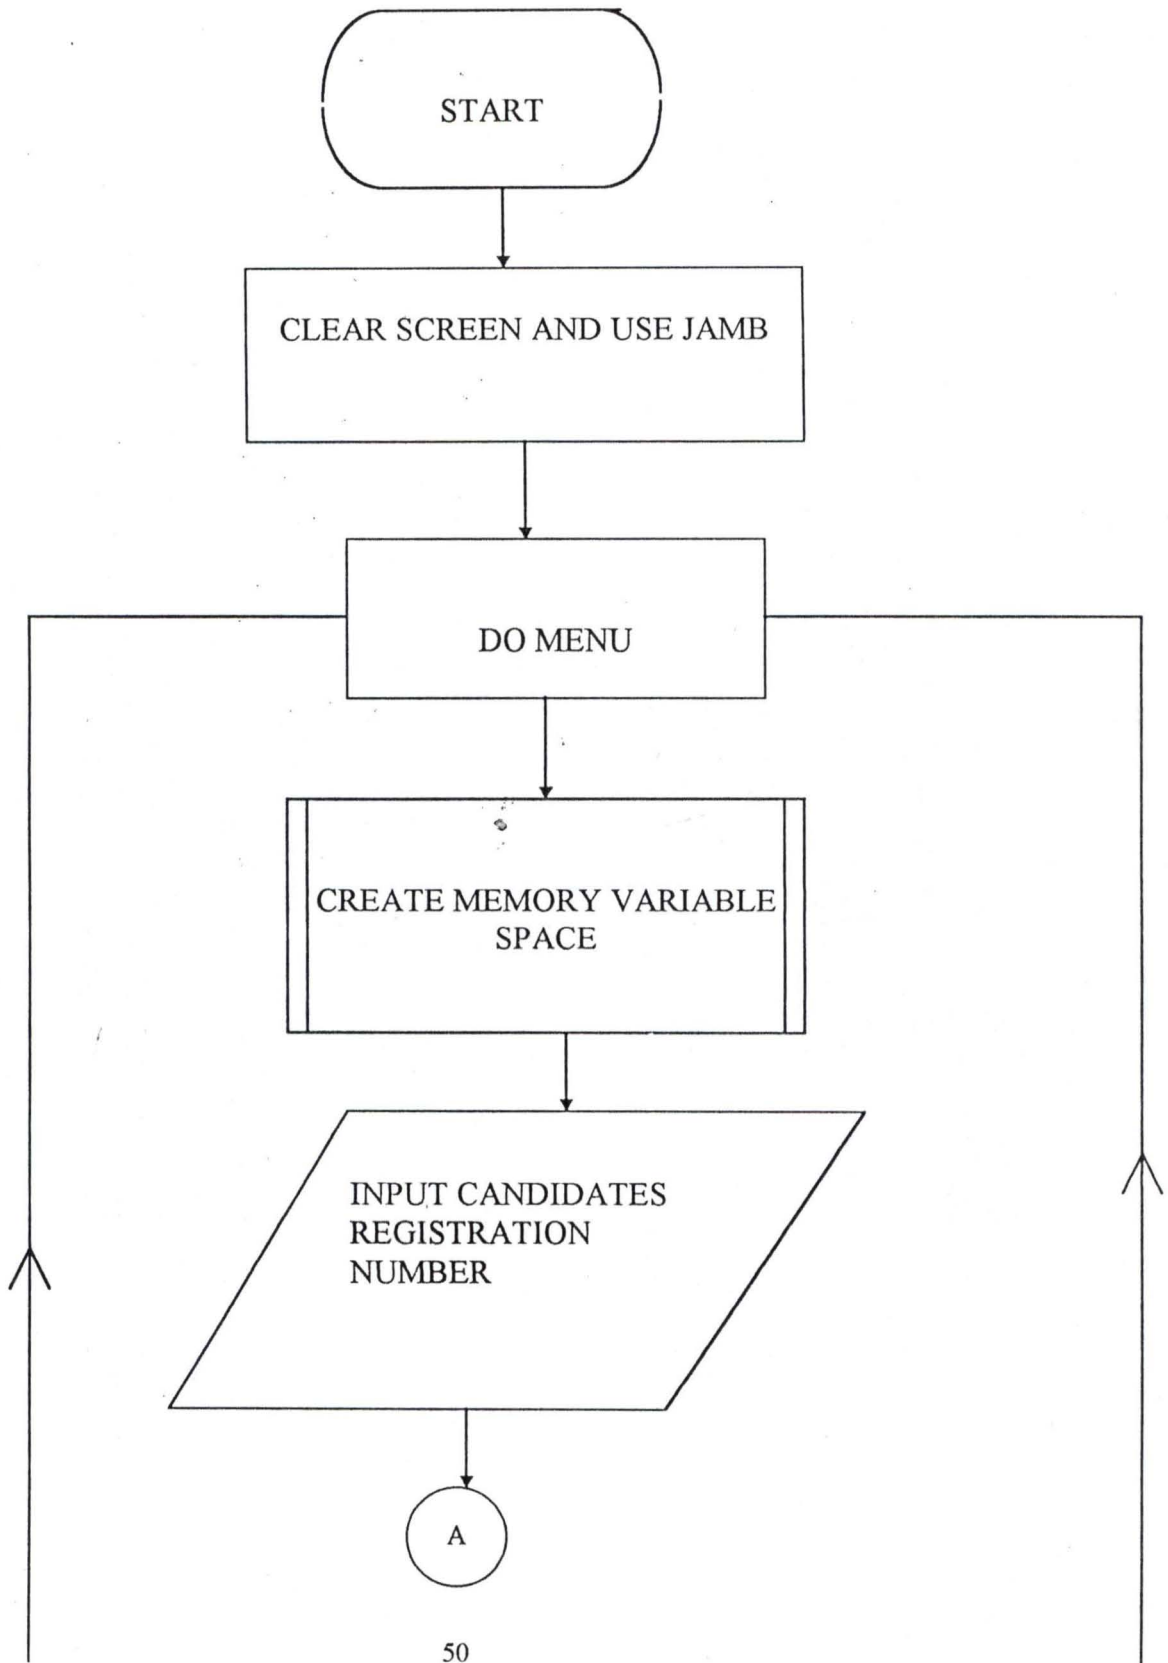 START
CLEAR SCREEN AND USE JAMB
DO MENU
CREATE MEMORY VARIABLE
SPACE
INPUT CANDIDATES
REGISTRATION
NUMBER
A
50